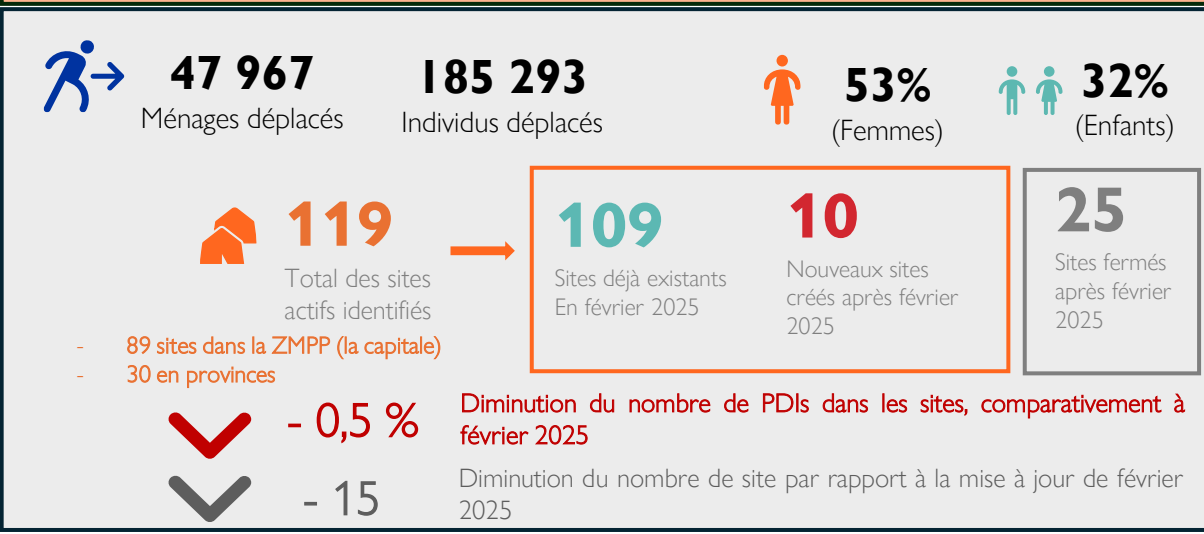 47 967
Ménages déplacés
185 293
Individus déplacés
53%
(Femmes)
32%
(Enfants)
119
Total des sites
actifs identifiés
109
Sites déjà existants
En février 2025
10
Nouveaux sites
créés après février
2025
25
Sites fermés
après février
2025
- 89 sites dans la ZMPP (la capitale)
- 30 en provinces
- 0,5 %
Diminution du nombre de PDIs dans les sites, comparativement à
février 2025
- 15
Diminution du nombre de site par rapport à la mise à jour de février
2025